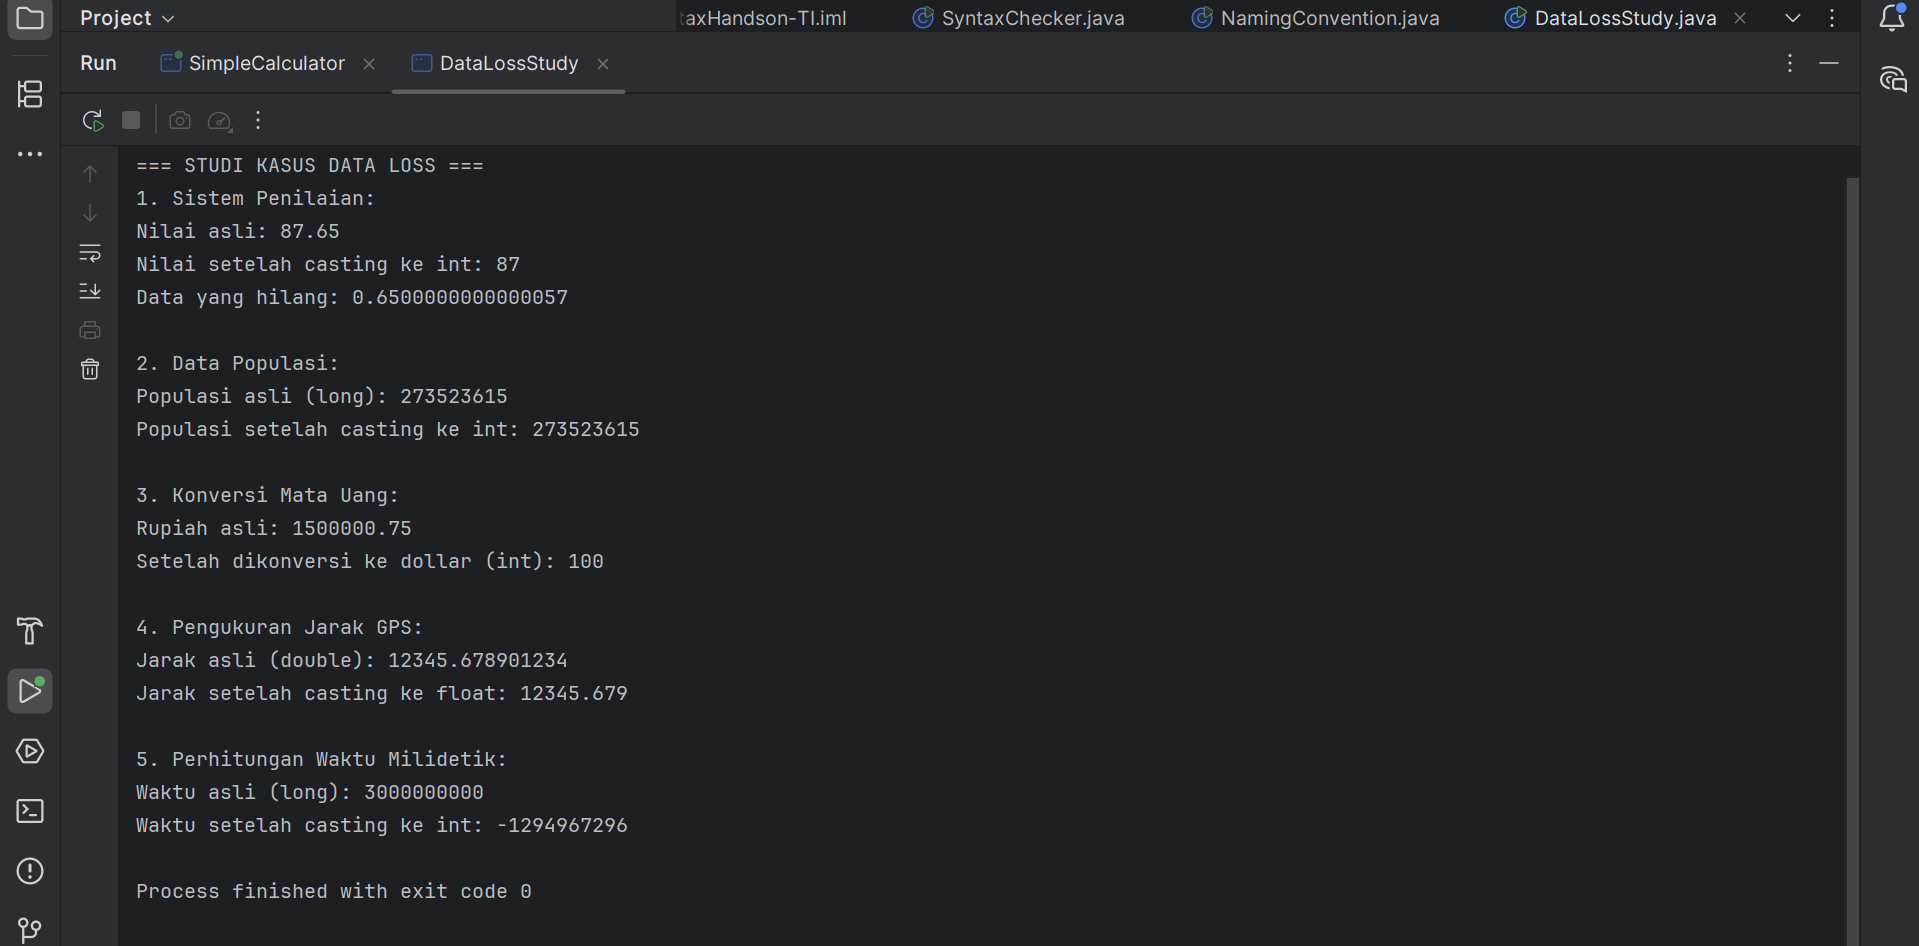 Project
taxHandson-TI.iml
SyntaxChecker.java
NamingConvention.java
DataLossStudy.java
Run
SimpleCalculator
DataLossStudy
=== STUDI KASUS DATA LOSS ===
1. Sistem Penilaian:
Nilai asli: 87.65
Nilai setelah casting ke int: 87
Data yang hilang: 0.6500000000000057
2. Data Populasi:
Populasi asli (long): 273523615
Populasi setelah casting ke int: 273523615
3. Konversi Mata Uang:
Rupiah asli: 1500000.75
Setelah dikonversi ke dollar (int): 100
4. Pengukuran Jarak GPS:
Jarak asli (double): 12345.678901234
Jarak setelah casting ke float: 12345.679
5. Perhitungan Waktu Milidetik:
Waktu asli (long): 3000000000
Waktu setelah casting ke int: -1294967296
Process finished with exit code 0